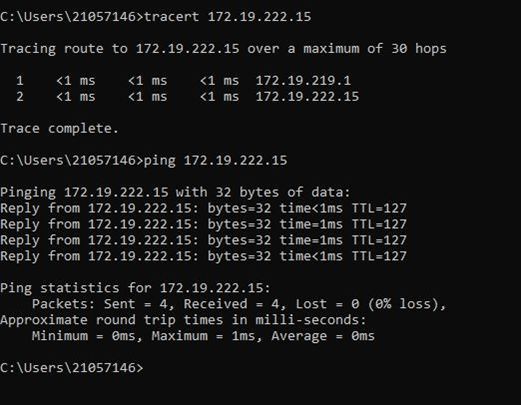 C:\Users\21057146>tracert 172.19.222.15
Tracing route to 172.19.222.15 over a maximum of 30 hops
1 <1 ms <1 ms <1 ms 172.19.219.1
2 <1 ms <1 ms <1 ms 172.19.222.15
Trace complete.
C:\Users\21057146>ping 172.19.222.15
Pinging 172.19.222.15 with 32 bytes of data:
Reply from 172.19.222.15: bytes=32 time<1ms TTL=127
Reply from 172.19.222.15: bytes=32 time=1ms TTL=127
Reply from 172.19.222.15: bytes=32 time=1ms TTL=127
Reply from 172.19.222.15: bytes=32 time<1ms TTL=127
Ping statistics for 172.19.222.15:
Packets: Sent = 4, Received = 4, Lost = 0 (0% loss),
Approximate round trip times in milli-seconds:
Minimum = 0ms, Maximum = 1ms, Average = 0ms
C:\Users\21057146>